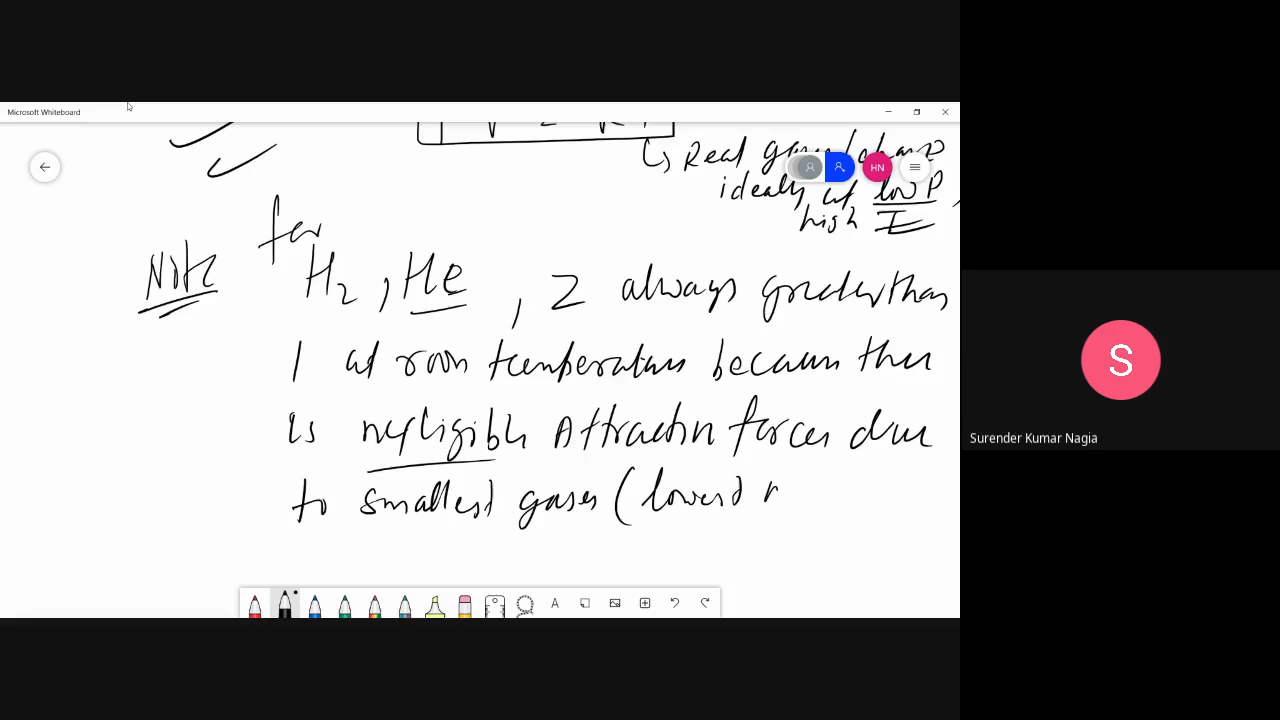 Microsoft Whiteboard
Real gases
ideally at low P,
high T
HN
Note
for
H2, He, Z always greater than
1 at room temperature because there
is negligible Attraction forces due
to smallest gases (lowest
S
Surender Kumar Nagia
A